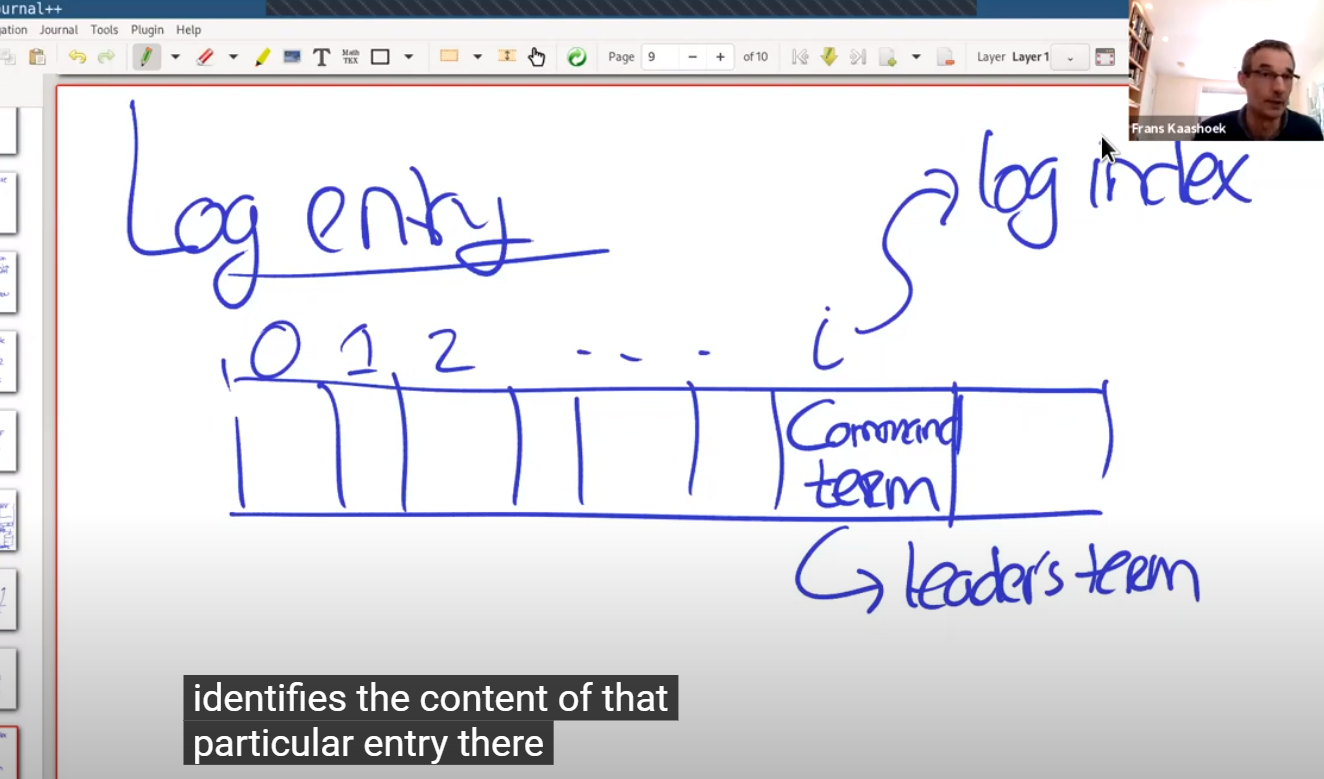 urnal++
ation Journal Tools Plugin Help
Math
TEX
Page 9 of 10 Layer Layer 1
Frans Kaashoek
Log entry
log index
0 1 2 - - - i
Command
term
leader's term
identifies the content of that
particular entry there